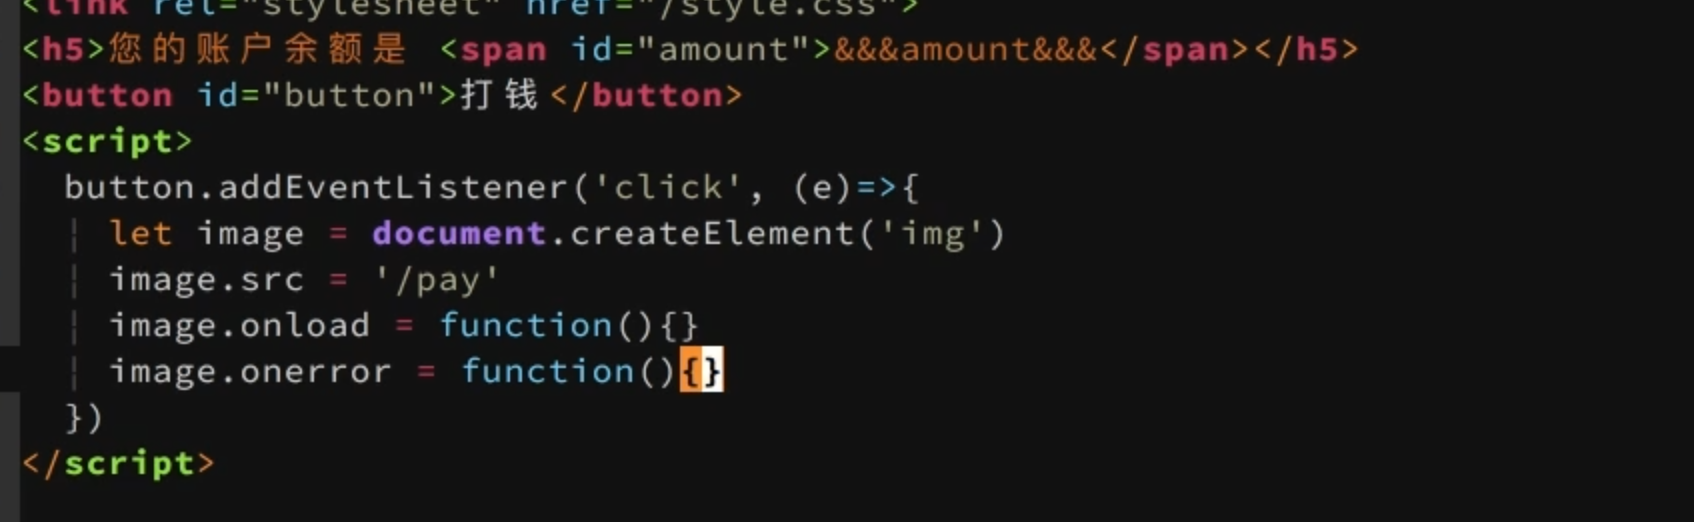 <link rel="stylesheet" href="/style.css">
<h5>您的账户余额是 <span id="amount">&&&amount&&&</span></h5>
<button id="button">打钱</button>
<script>
  button.addEventListener('click', (e)=>{
    let image = document.createElement('img')
    image.src = '/pay'
    image.onload = function(){}
    image.onerror = function(){}
  })
</script>